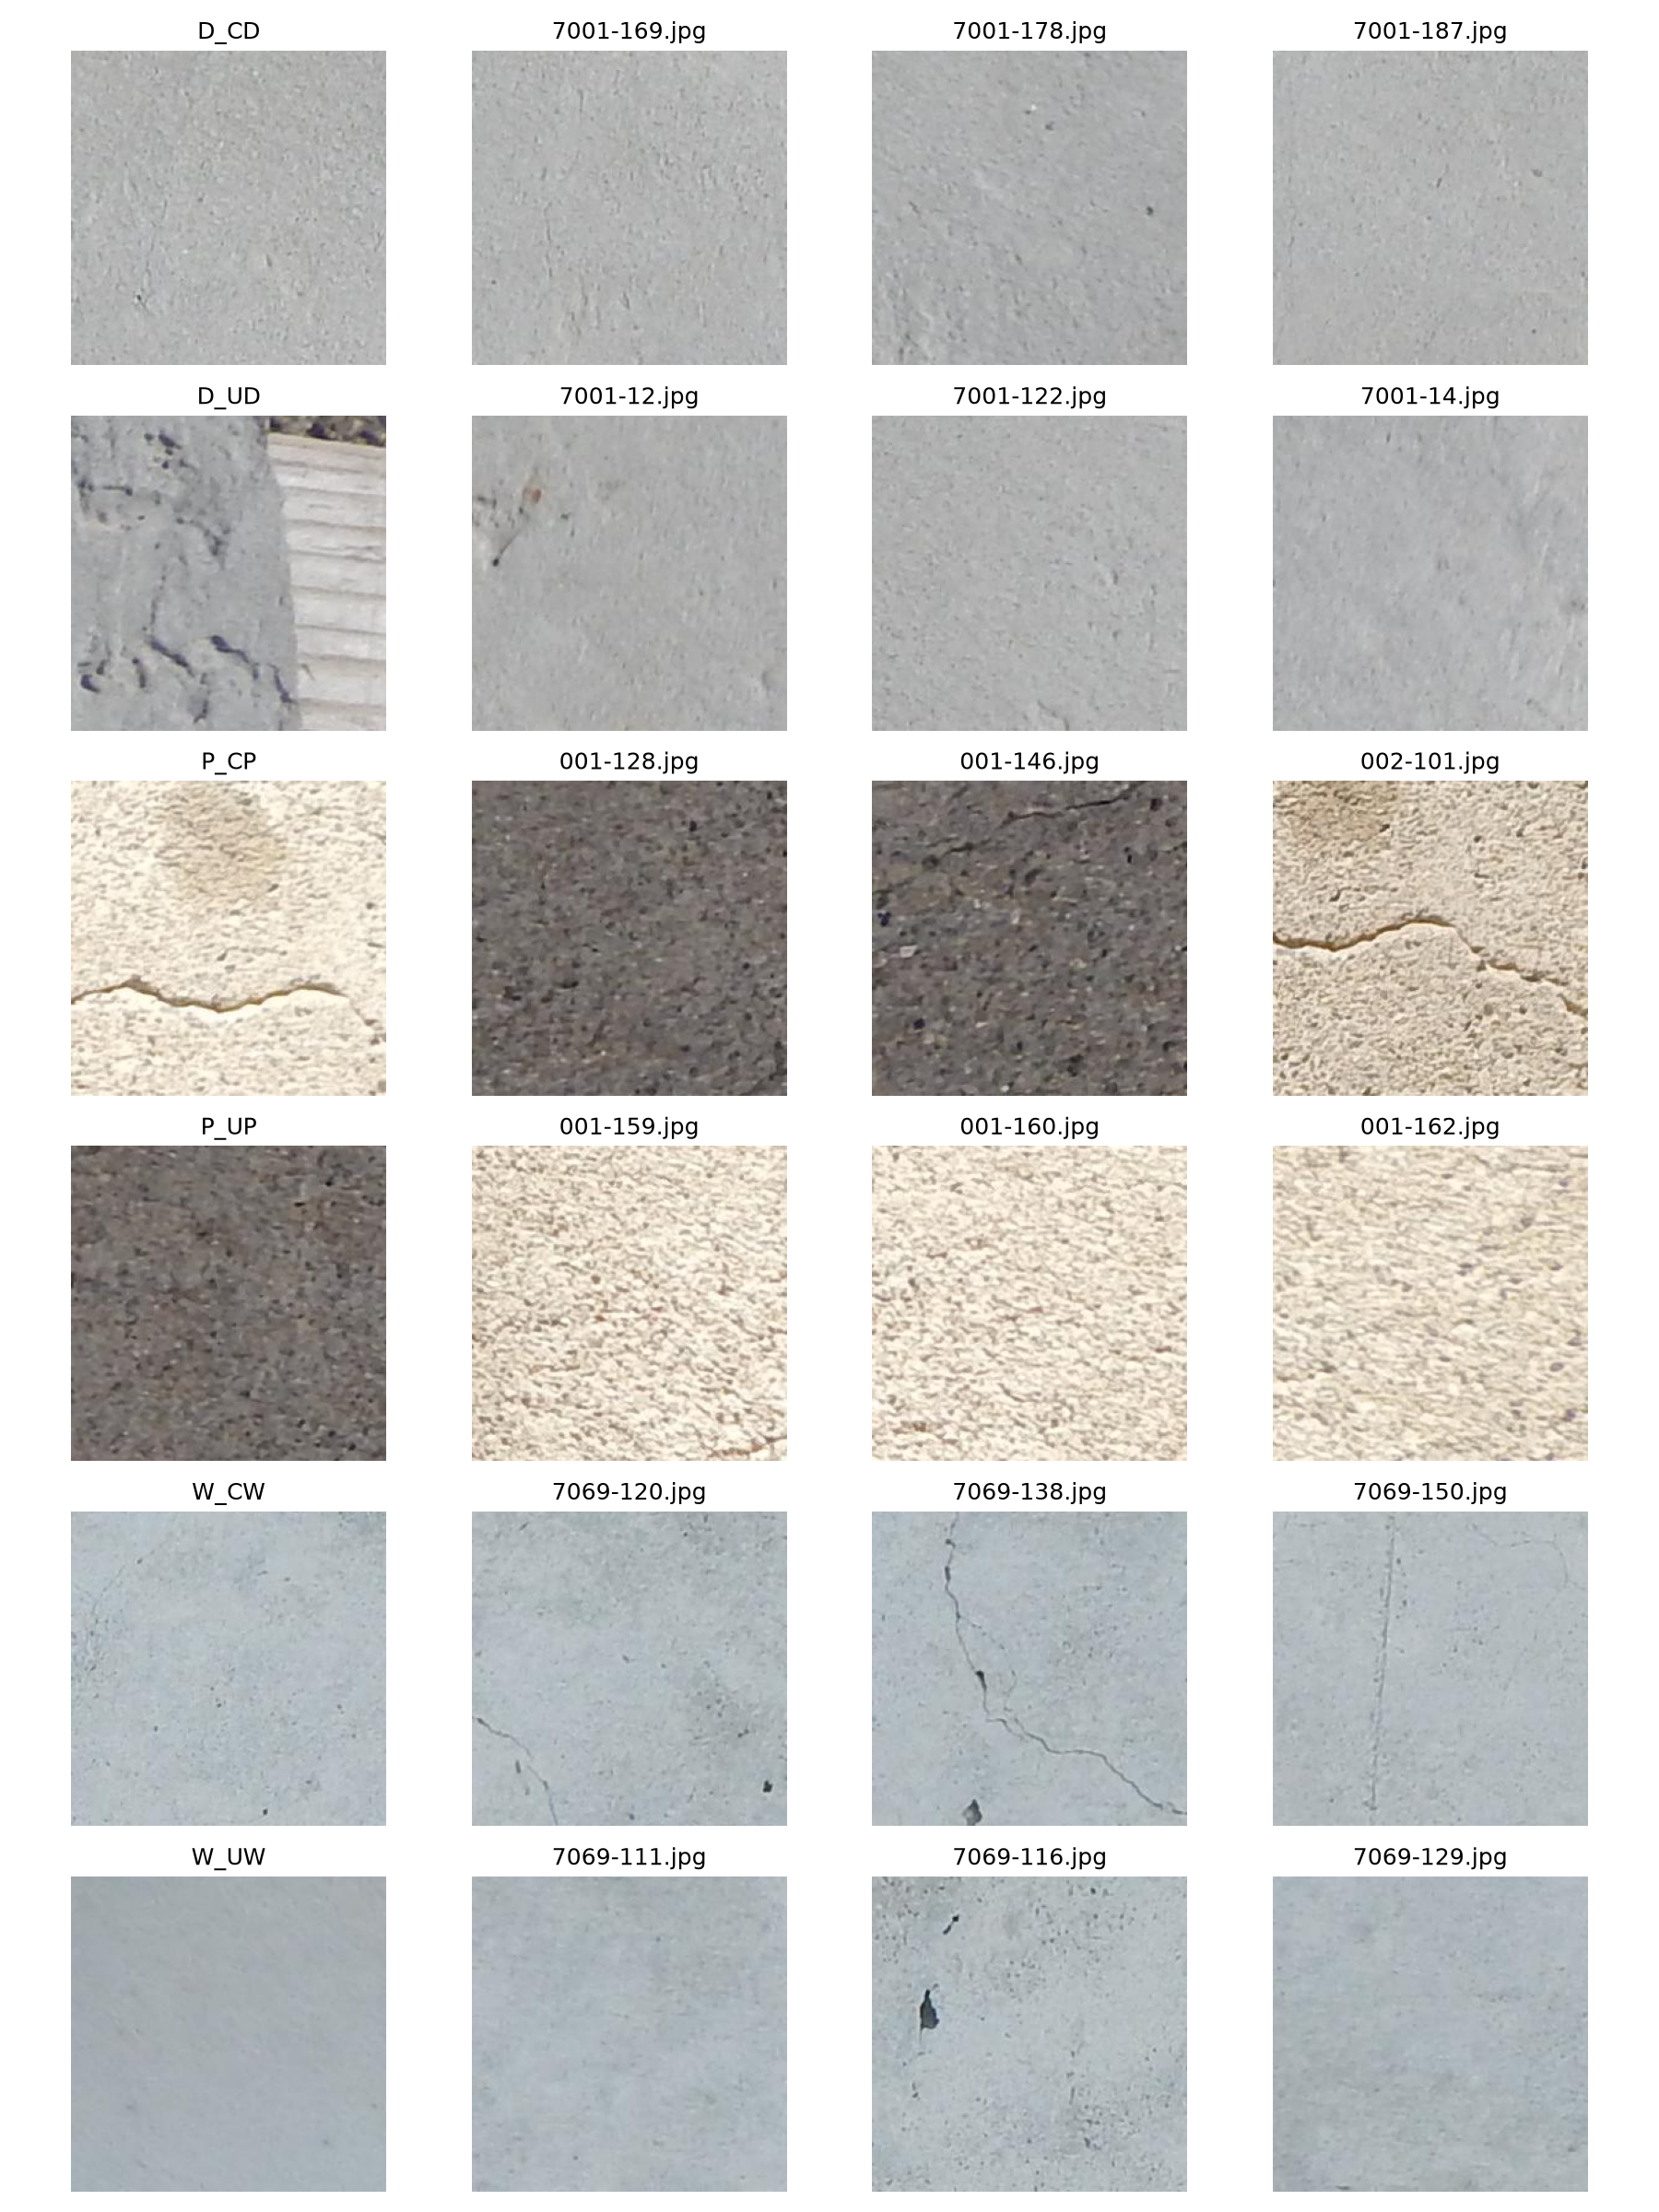 D_CD 7001-169.jpg 7001-178.jpg 7001-187.jpg
D_UD 7001-12.jpg 7001-122.jpg 7001-14.jpg
P_CP 001-128.jpg 001-146.jpg 002-101.jpg
P_UP 001-159.jpg 001-160.jpg 001-162.jpg
W_CW 7069-120.jpg 7069-138.jpg 7069-150.jpg
W_UW 7069-111.jpg 7069-116.jpg 7069-129.jpg